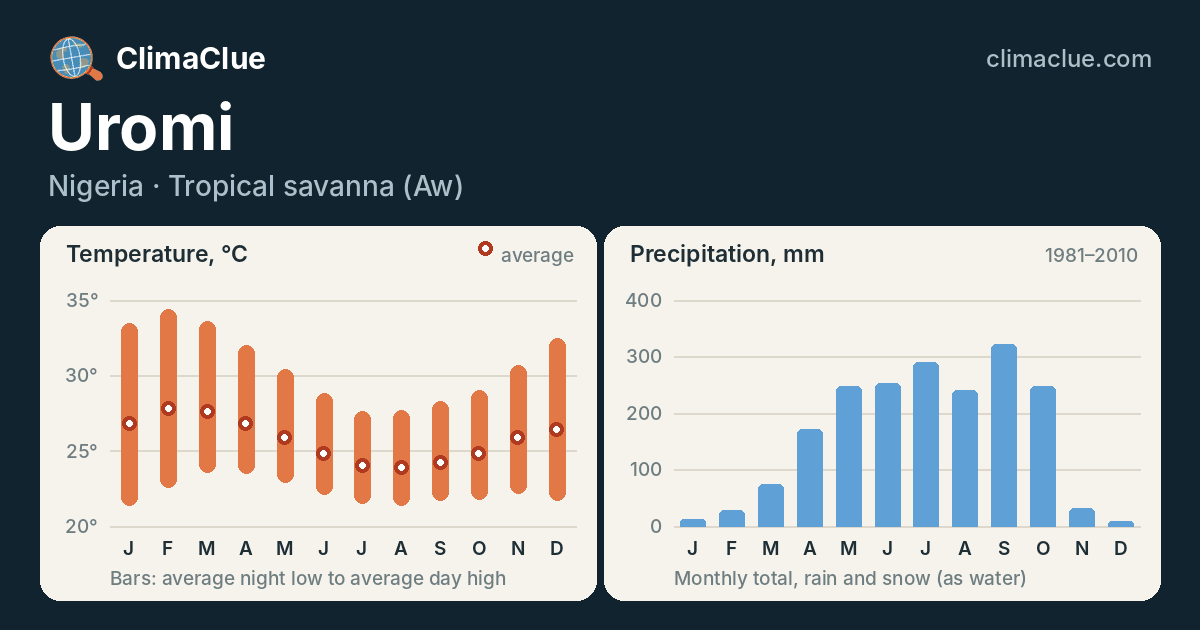 ClimaClue
climaclue.com
Uromi
Nigeria · Tropical savanna (Aw)
Temperature, °C
average
35°
30°
25°
20°
J F M A M J J A S O N D
Bars: average night low to average day high
Precipitation, mm
1981–2010
400
300
200
100
0
J F M A M J J A S O N D
Monthly total, rain and snow (as water)